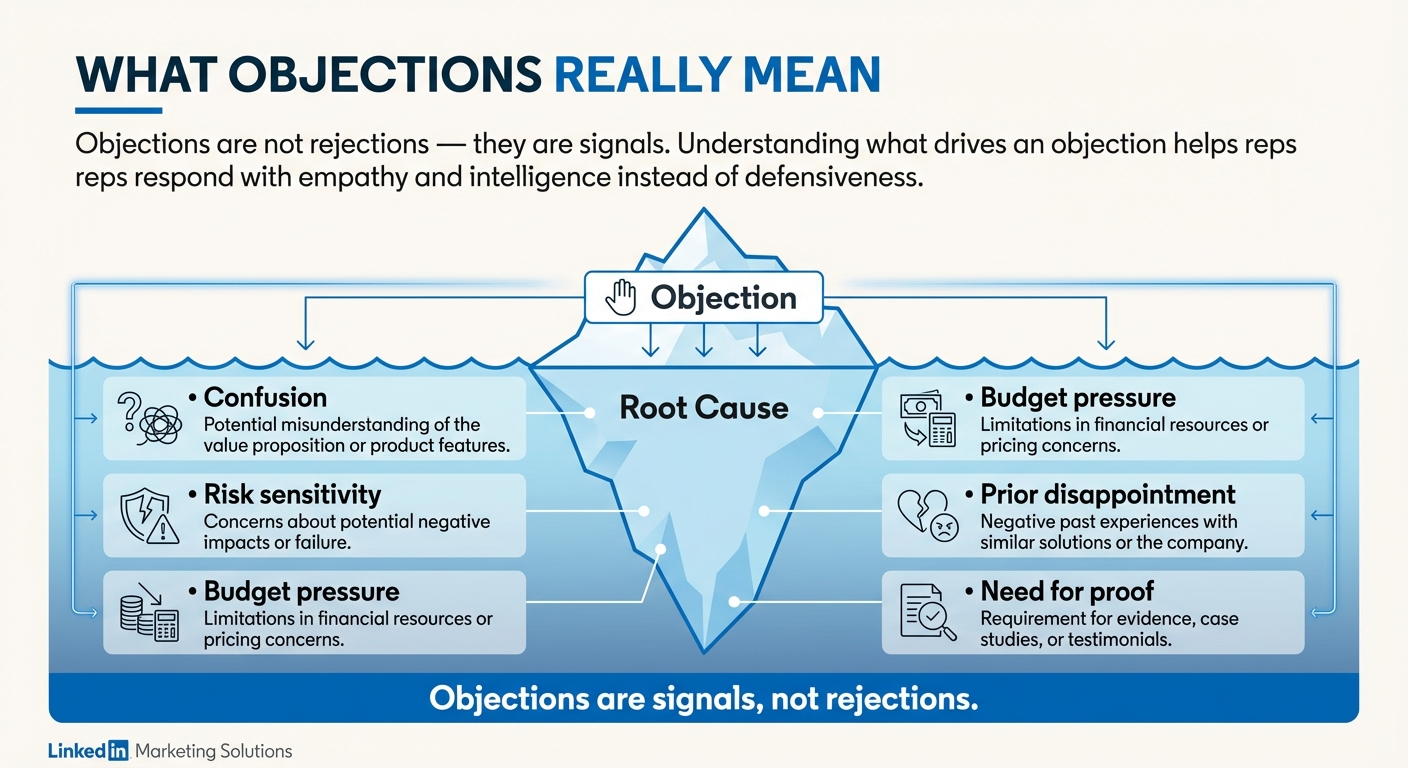 WHAT OBJECTIONS REALLY MEAN
Objections are not rejections — they are signals. Understanding what drives an objection helps reps
reps respond with empathy and intelligence instead of defensiveness.
Objection
Root Cause
• Confusion
Potential misunderstanding of the
value proposition or product features.
• Risk sensitivity
Concerns about potential negative
impacts or failure.
• Budget pressure
Limitations in financial resources or
pricing concerns.
• Budget pressure
Limitations in financial resources or
pricing concerns.
• Prior disappointment
Negative past experiences with
similar solutions or the company.
• Need for proof
Requirement for evidence, case
studies, or testimonials.
Objections are signals, not rejections.
Linked in Marketing Solutions